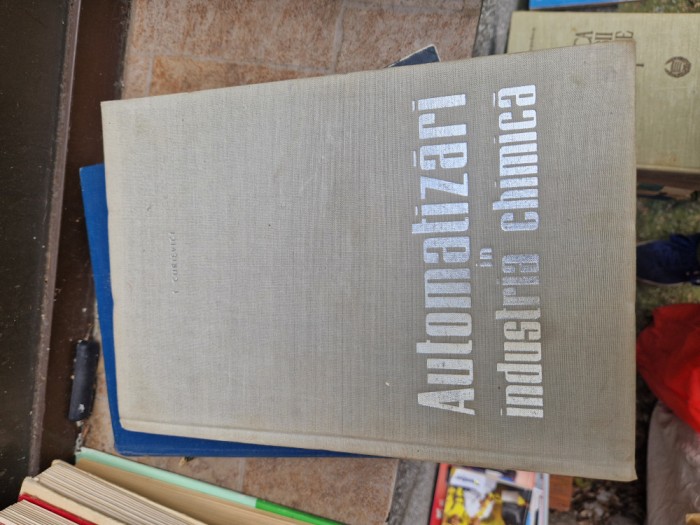 Automatizări
în
industria chimică